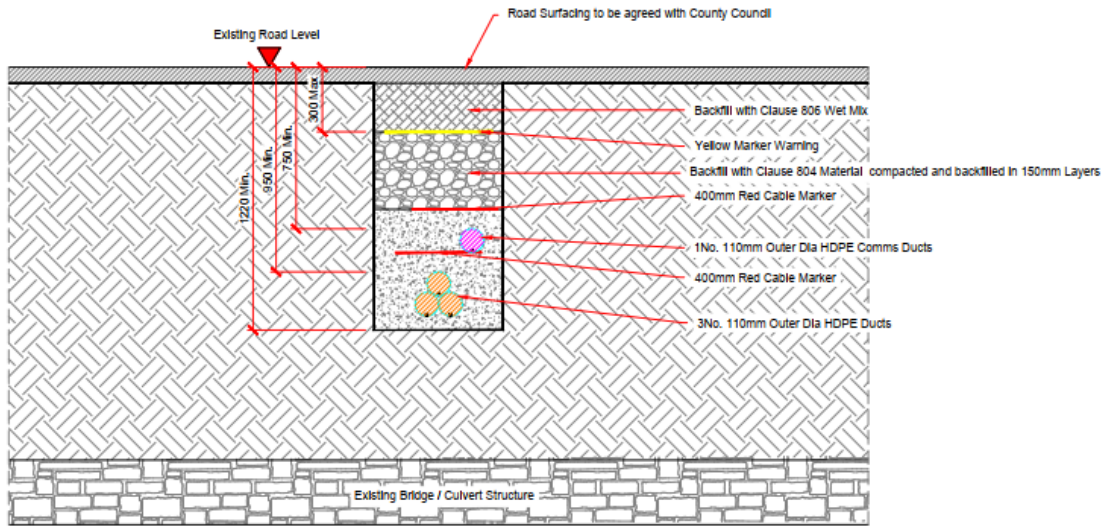 Road Surfacing to be agreed with County Council
Existing Road Level
300 Max
750 Min.
950 Min.
1220 Min.
Backfill with Clause 806 Wet Mix
Yellow Marker Warning
Backfill with Clause 804 Material compacted and backfilled in 150mm Layers
400mm Red Cable Marker
1No. 110mm Outer Dia HDPE Comms Ducts
400mm Red Cable Marker
3No. 110mm Outer Dia HDPE Ducts
Existing Bridge / Culvert Structure